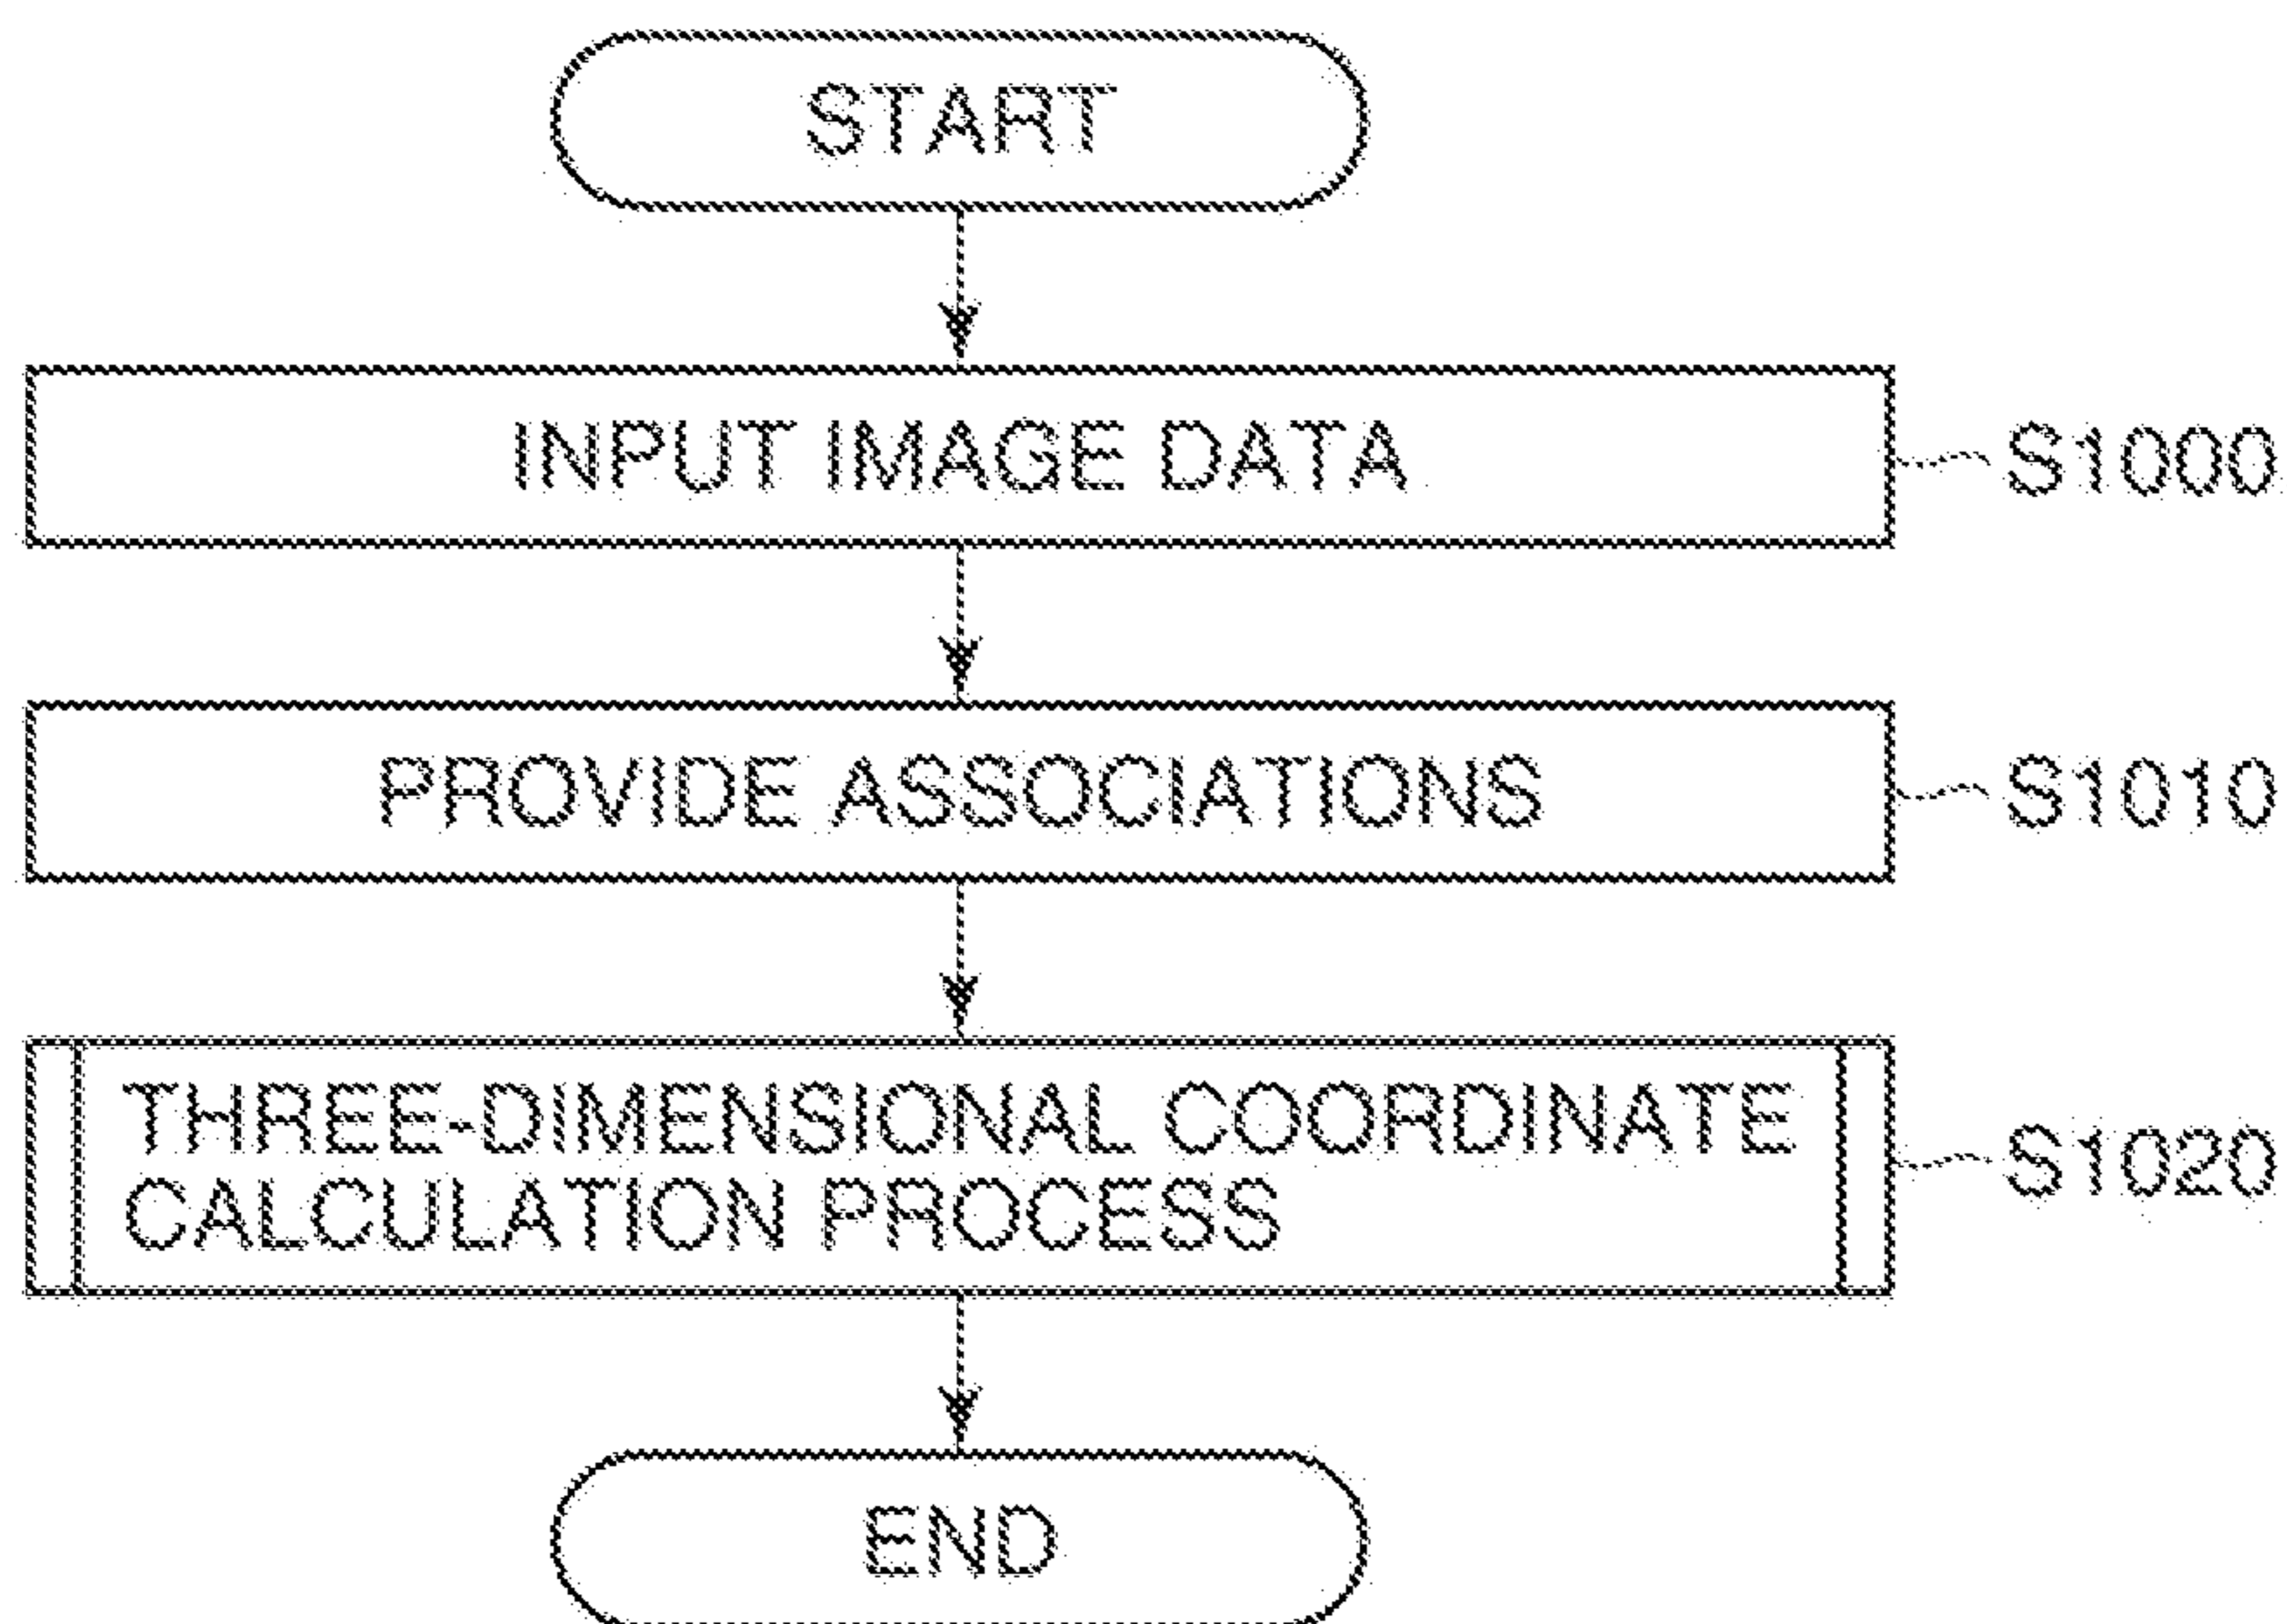 START
INPUT IMAGE DATA
S1000
PROVIDE ASSOCIATIONS
S1010
THREE-DIMENSIONAL COORDINATE
CALCULATION PROCESS
S1020
END